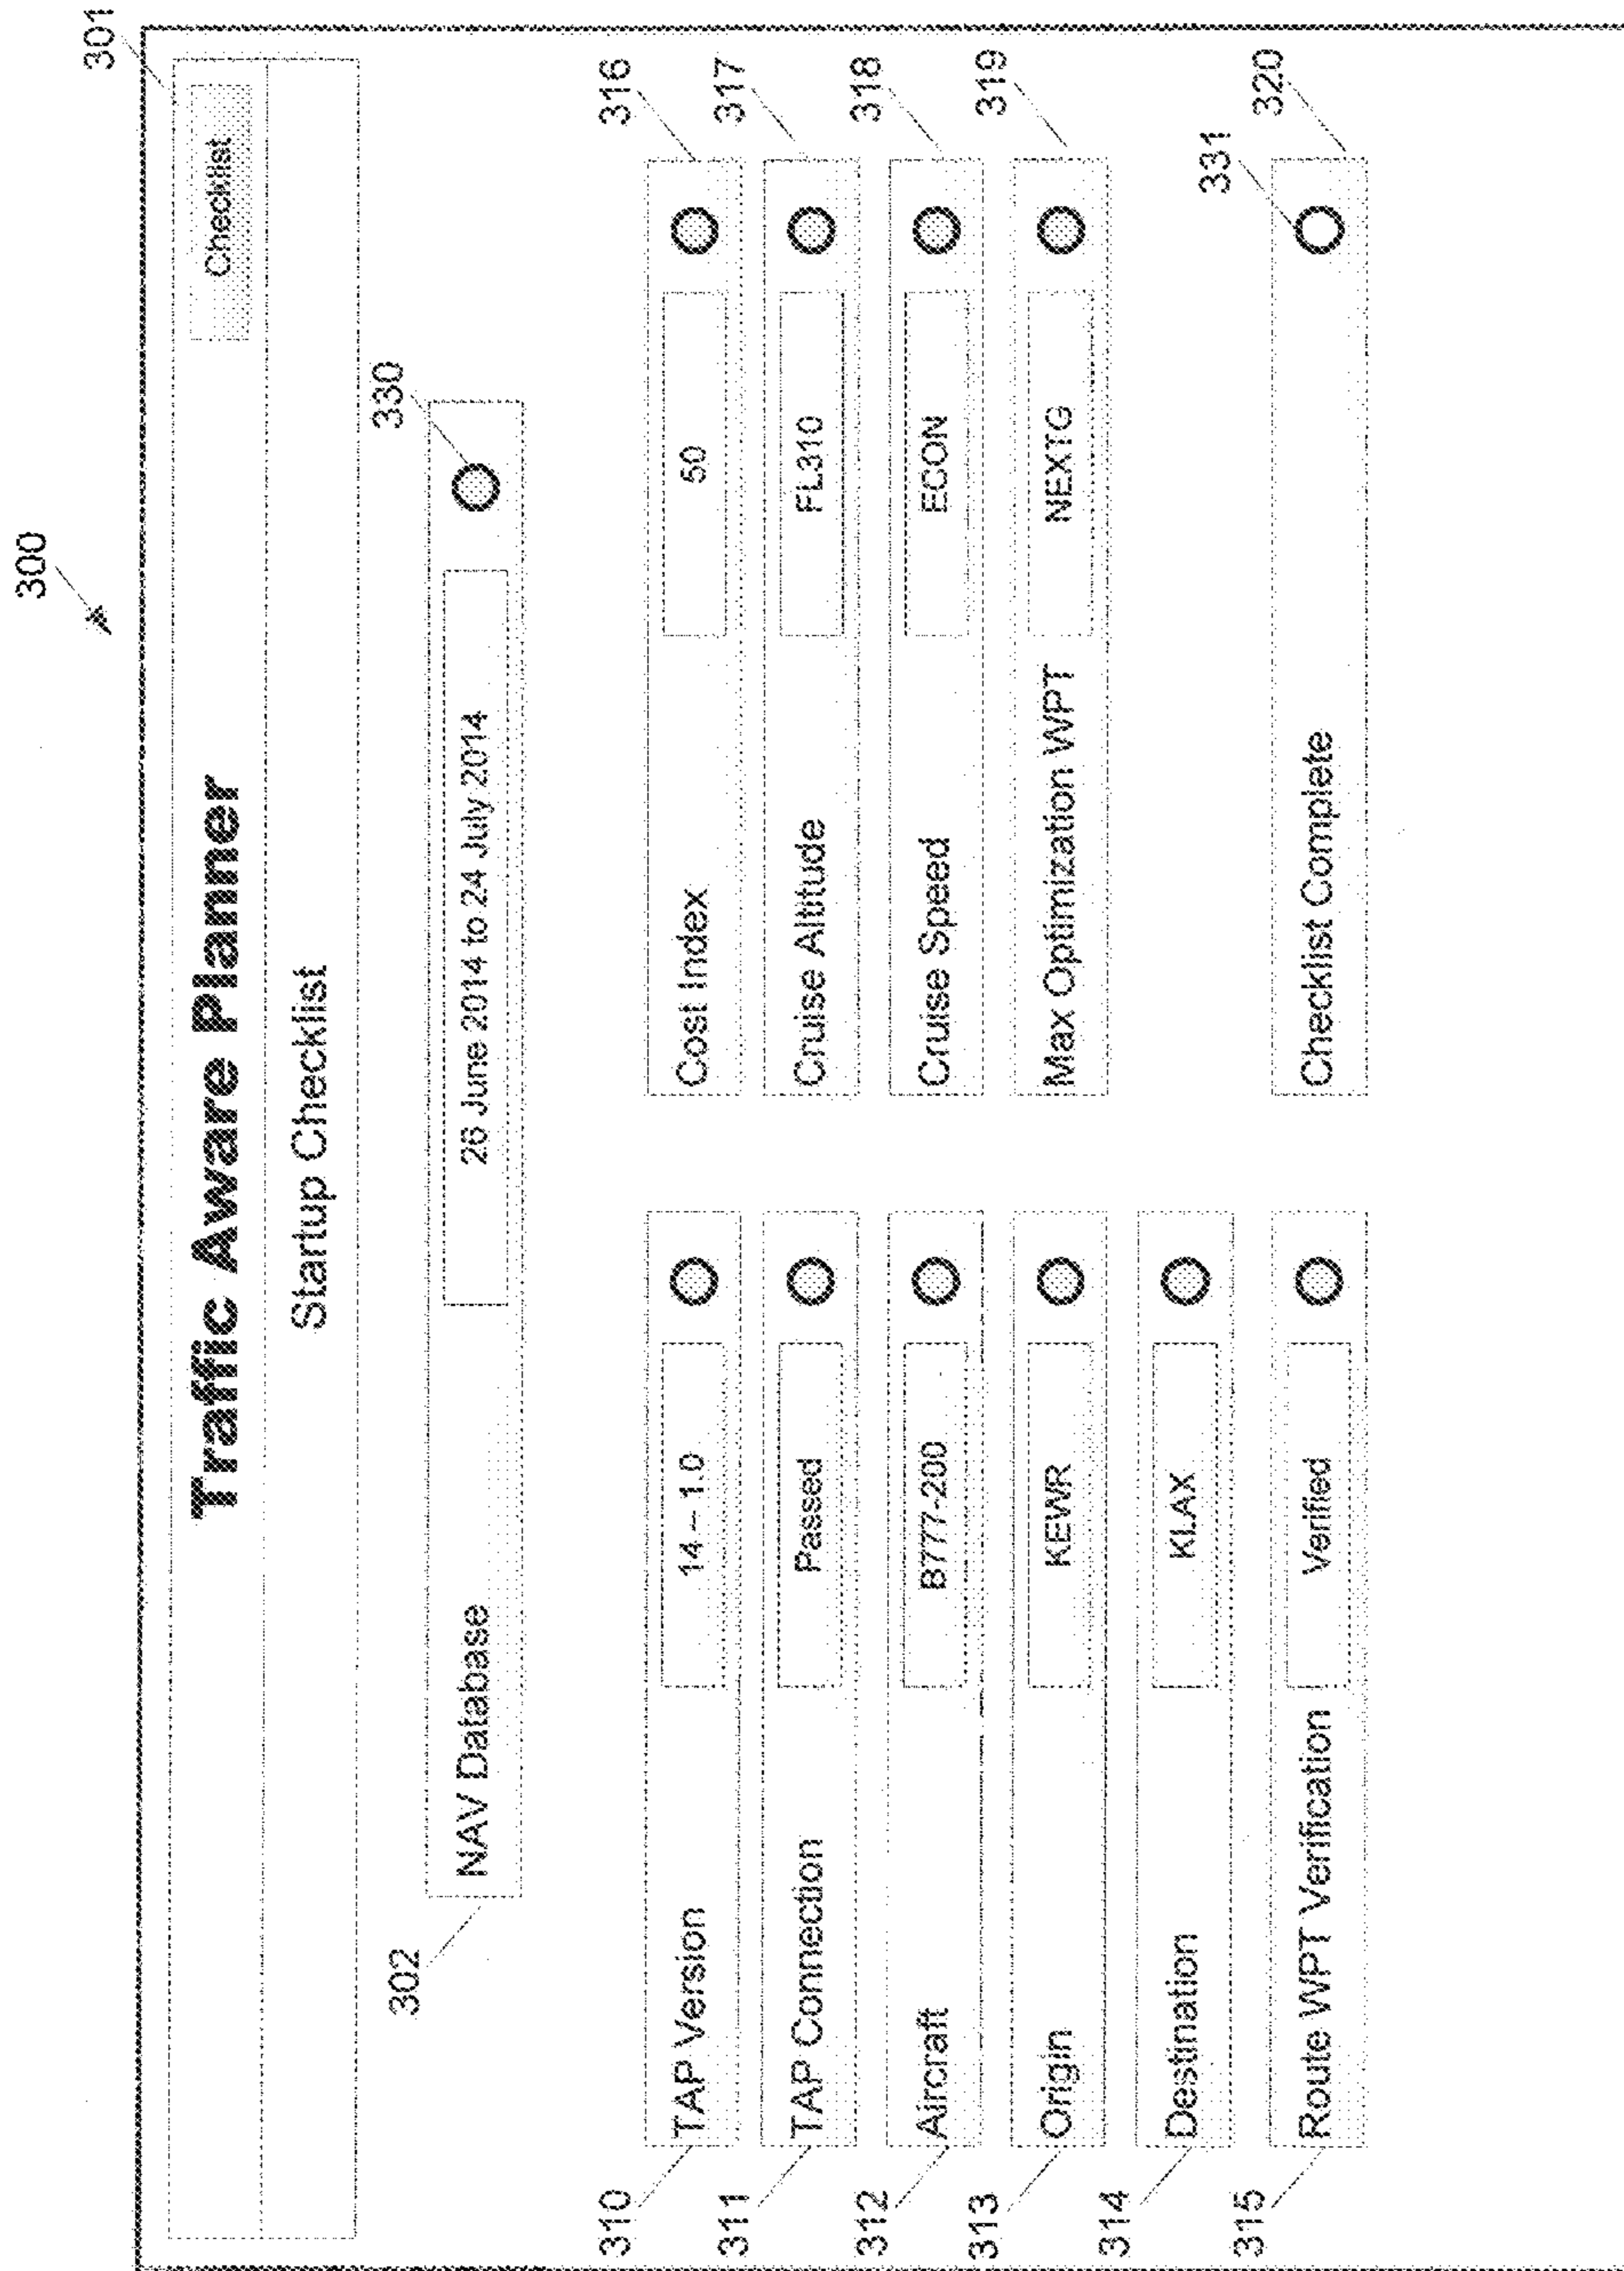 300
301
Traffic Aware Planner
Checklist
Startup Checklist
302
NAV Database
26 June 2014 to 24 July 2014
330
310
TAP Version
14 – 1.0
Cost Index
50
316
311
TAP Connection
Passed
Cruise Altitude
FL310
317
312
Aircraft
B777-200
Cruise Speed
ECON
318
313
Origin
KEWR
Max Optimization WPT
NEXTG
319
314
Destination
KLAX
331
315
Route WPT Verification
Verified
Checklist Complete
320